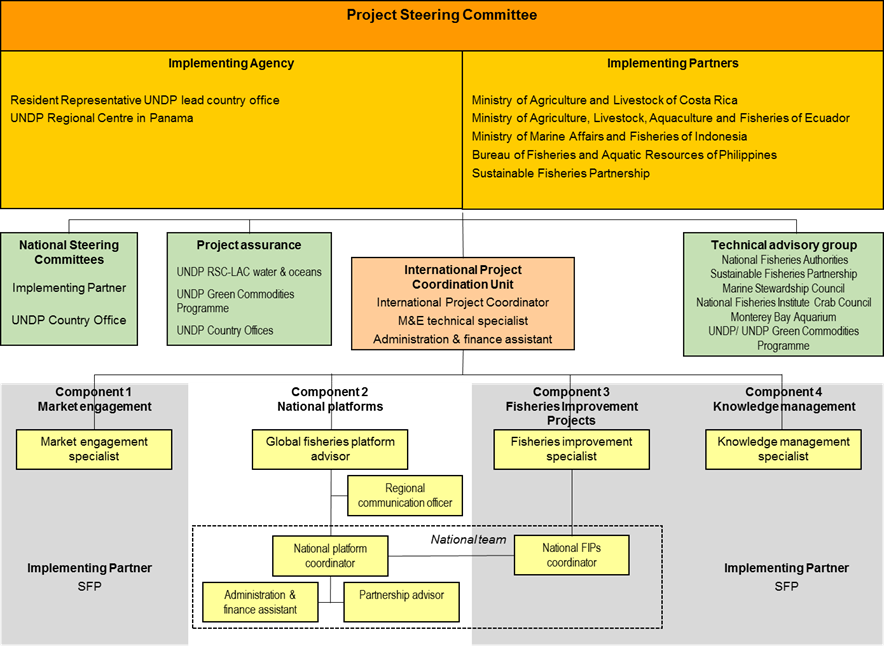 Project Steering Committee
Implementing Agency
Resident Representative UNDP lead country office
UNDP Regional Centre in Panama
Implementing Partners
Ministry of Agriculture and Livestock of Costa Rica
Ministry of Agriculture, Livestock, Aquaculture and Fisheries of Ecuador
Ministry of Marine Affairs and Fisheries of Indonesia
Bureau of Fisheries and Aquatic Resources of Philippines
Sustainable Fisheries Partnership
National Steering
Committees
Implementing Partner
UNDP Country Office
Project assurance
UNDP RSC-LAC water & oceans
UNDP Green Commodities
Programme
UNDP Country Offices
International Project
Coordination Unit
International Project Coordinator
M&E technical specialist
Administration & finance assistant
Technical advisory group
National Fisheries Authorities
Sustainable Fisheries Partnership
Marine Stewardship Council
National Fisheries Institute Crab Council
Monterey Bay Aquarium
UNDP/ UNDP Green Commodities
Programme
Component 1
Market engagement
Market engagement
specialist
Implementing Partner
SFP
Component 2
National platforms
Global fisheries platform
advisor
Regional
communication officer
National team
National platform
coordinator
Administration &
finance assistant
Partnership advisor
Component 3
Fisheries Improvement
Projects
Fisheries improvement
specialist
National FIPs
coordinator
Component 4
Knowledge management
Knowledge management
specialist
Implementing Partner
SFP